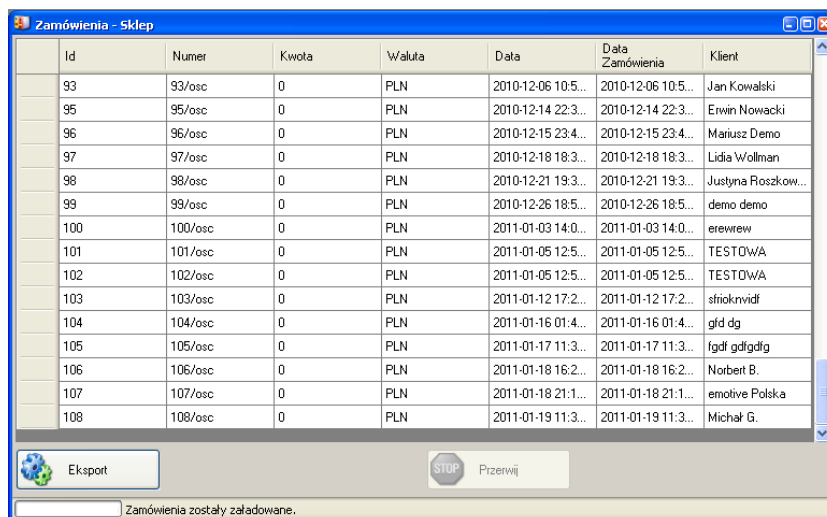 Zamówienia - Sklep
Id Numer Kwota Waluta Data Data Zamówienia Klient
93 93/osc 0 PLN 2010-12-06 10:5... 2010-12-06 10:5... Jan Kowalski
95 95/osc 0 PLN 2010-12-14 22:3... 2010-12-14 22:3... Erwin Nowacki
96 96/osc 0 PLN 2010-12-15 23:4... 2010-12-15 23:4... Mariusz Demo
97 97/osc 0 PLN 2010-12-18 18:3... 2010-12-18 18:3... Lidia Wollman
98 98/osc 0 PLN 2010-12-21 19:3... 2010-12-21 19:3... Justyna Roszkow...
99 99/osc 0 PLN 2010-12-26 18:5... 2010-12-26 18:5... demo demo
100 100/osc 0 PLN 2011-01-03 14:0... 2011-01-03 14:0... erewrew
101 101/osc 0 PLN 2011-01-05 12:5... 2011-01-05 12:5... TESTOWA
102 102/osc 0 PLN 2011-01-05 12:5... 2011-01-05 12:5... TESTOWA
103 103/osc 0 PLN 2011-01-12 17:2... 2011-01-12 17:2... sfrioknvidf
104 104/osc 0 PLN 2011-01-16 01:4... 2011-01-16 01:4... gfd dg
105 105/osc 0 PLN 2011-01-17 11:3... 2011-01-17 11:3... fgdf gdfgdfg
106 106/osc 0 PLN 2011-01-18 16:2... 2011-01-18 16:2... Norbert B.
107 107/osc 0 PLN 2011-01-18 21:1... 2011-01-18 21:1... emotive Polska
108 108/osc 0 PLN 2011-01-19 11:3... 2011-01-19 11:3... Michał G.
Eksport STOP Przerwij
Zamówienia zostały załadowane.